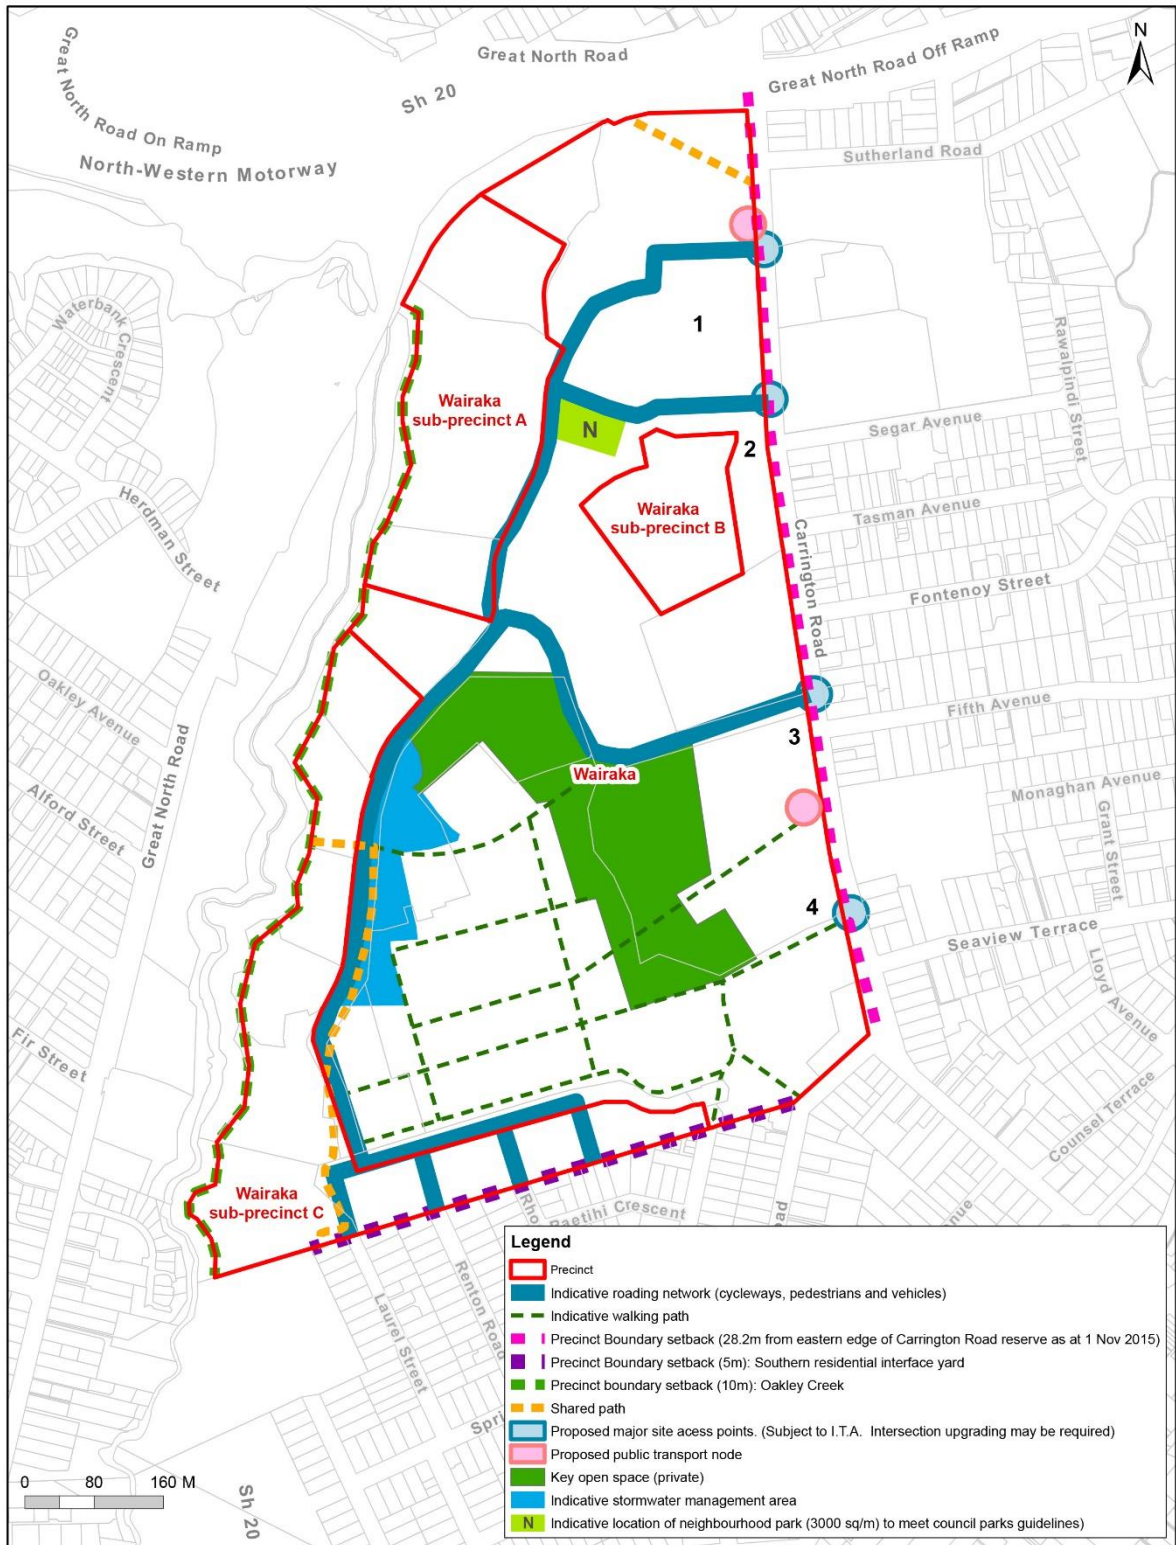 N
Great North Road
Great North Road Off Ramp
Great North Road On Ramp
Sh 20
North-Western Motorway
Sutherland Road
Waterbank Crescent
1
Rawalpindi Street
Wairaka
sub-precinct A
Segar Avenue
N
2
Herdman Street
Wairaka
sub-precinct B
Tasman Avenue
Carrington Road
Fontenoy Street
Oakley Avenue
Fifth Avenue
3
Great North Road
Wairaka
Monaghan Avenue
Alford Street
Grant Street
4
Seaview Terrace
Lloyd Avenue
Fir Street
Counsel Terrace
Wairaka
sub-precinct C
Rho
Paetihi Crescent
oad
enue
Renton Road
Laurel Street
Spri
Sh 20
0 80 160 M
Legend
Precinct
Indicative roading network (cycleways, pedestrians and vehicles)
Indicative walking path
Precinct Boundary setback (28.2m from eastern edge of Carrington Road reserve as at 1 Nov 2015)
Precinct Boundary setback (5m): Southern residential interface yard
Precinct boundary setback (10m): Oakley Creek
Shared path
Proposed major site acess points. (Subject to I.T.A. Intersection upgrading may be required)
Proposed public transport node
Key open space (private)
Indicative stormwater management area
N Indicative location of neighbourhood park (3000 sq/m) to meet council parks guidelines)